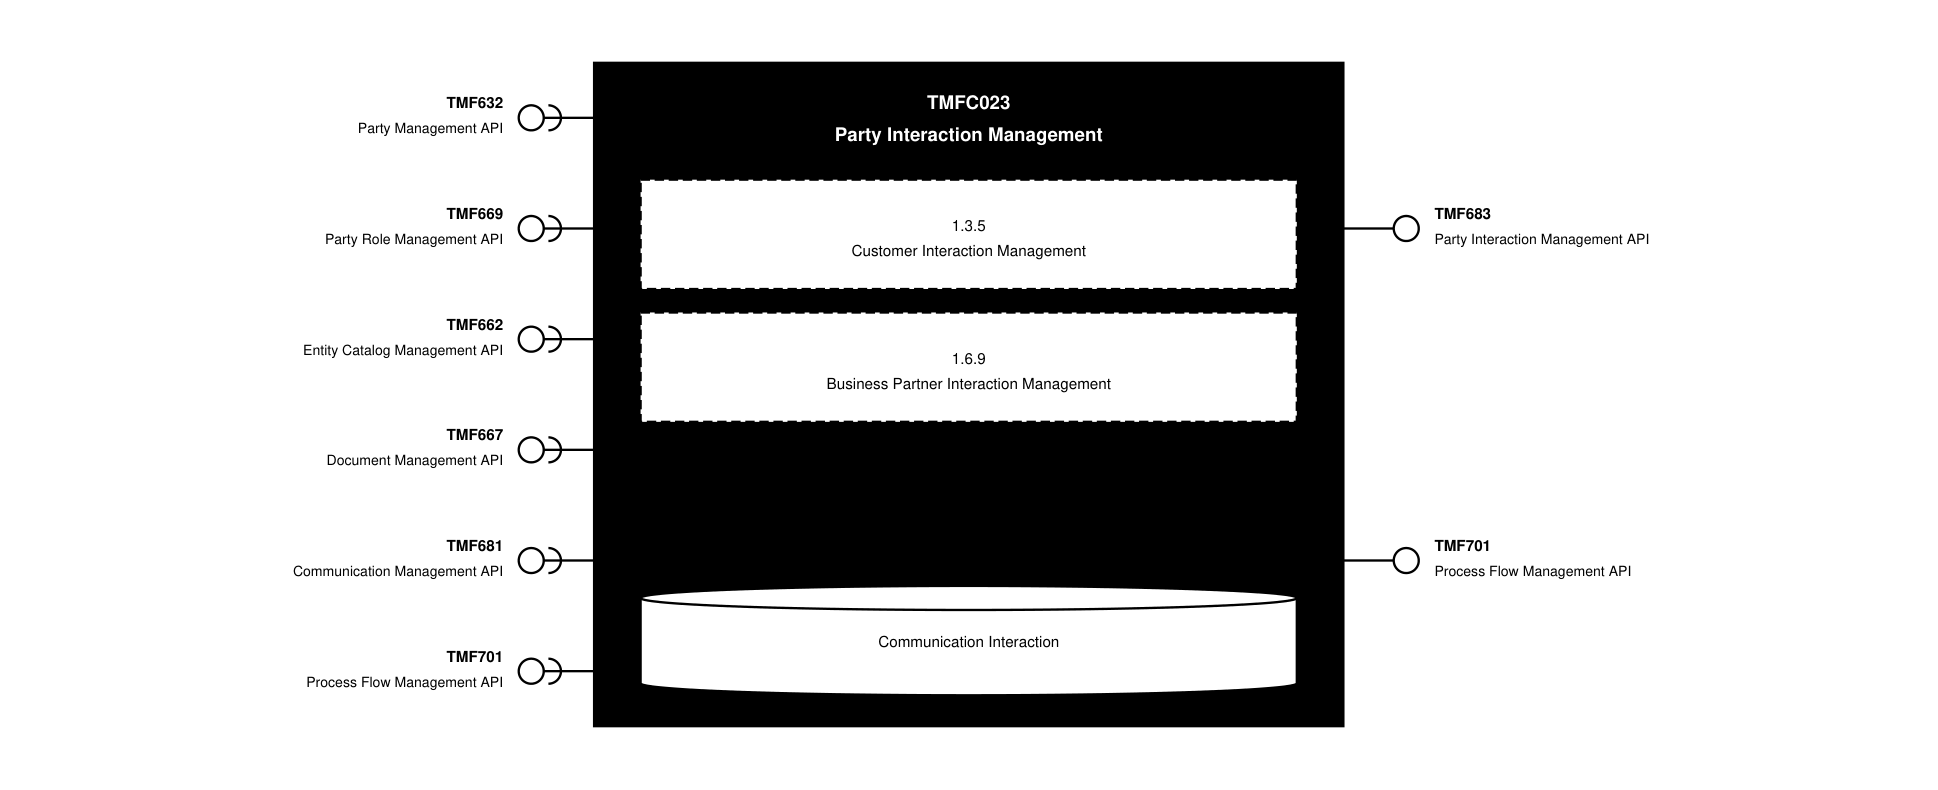 TMFC023
Party Interaction Management
TMF632
Party Management API
TMF669
Party Role Management API
TMF662
Entity Catalog Management API
TMF667
Document Management API
TMF681
Communication Management API
TMF701
Process Flow Management API
1.3.5
Customer Interaction Management
1.6.9
Business Partner Interaction Management
Communication Interaction
TMF683
Party Interaction Management API
TMF701
Process Flow Management API